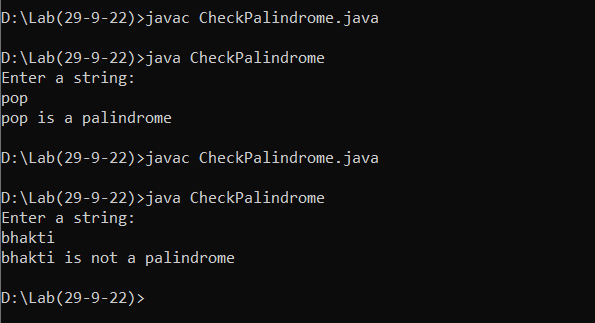 D:\Lab(29-9-22)>javac CheckPalindrome.java
D:\Lab(29-9-22)>java CheckPalindrome
Enter a string:
pop
pop is a palindrome
D:\Lab(29-9-22)>javac CheckPalindrome.java
D:\Lab(29-9-22)>java CheckPalindrome
Enter a string:
bhakti
bhakti is not a palindrome
D:\Lab(29-9-22)>